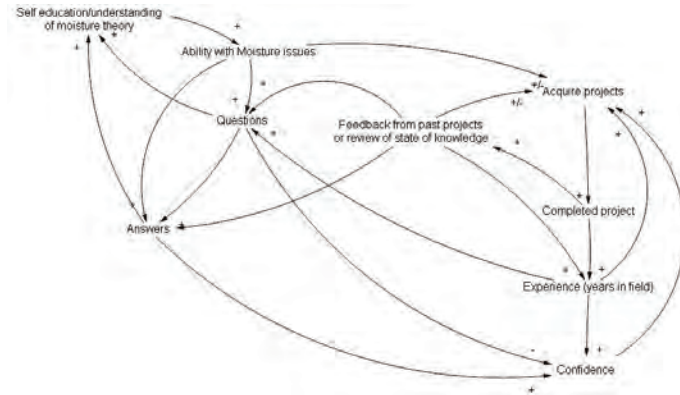 Self education/understanding
of moisture theory
+
+
+
Ability with Moisture issues
+
+
+/-
Acquire projects
+/-
Questions
+
Feedback from past projects
or review of state of knowledge
+
+
+
+
Completed project
+
Answers
+
+
+
Experience (years in field)
-
+
Confidence
+